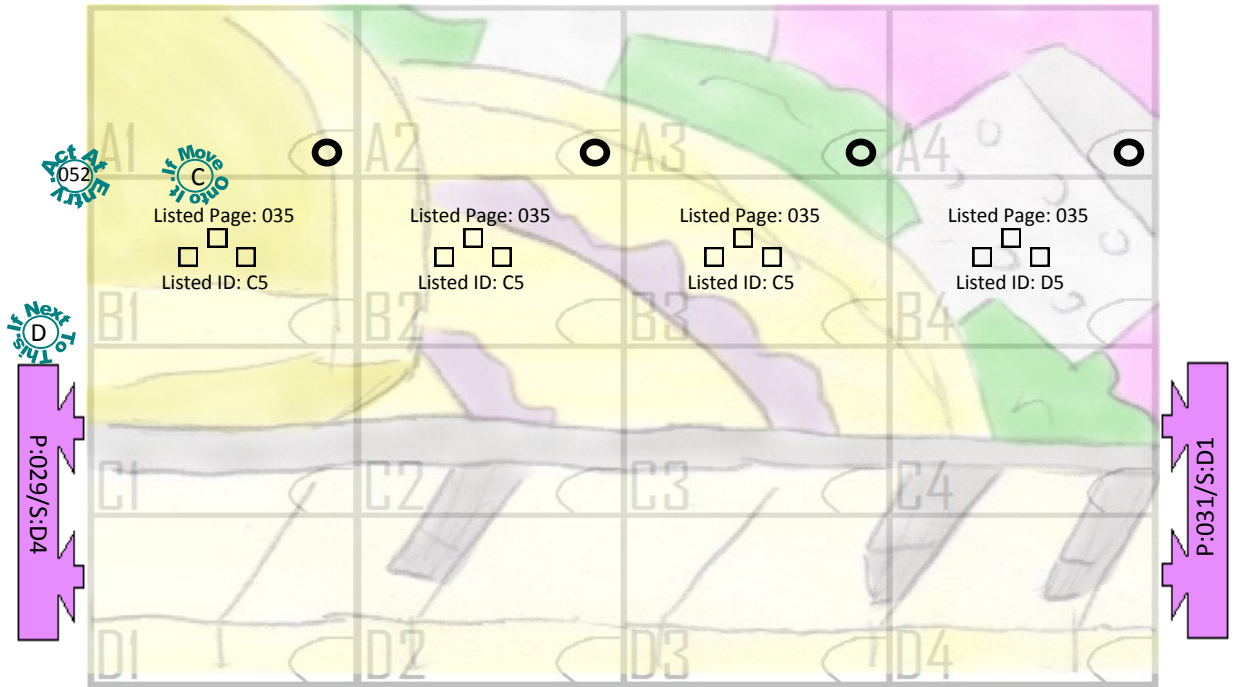 A1 A2 A3 A4
Act At Entry.
052
If Move Onto It.
C
Listed Page: 035 Listed Page: 035 Listed Page: 035 Listed Page: 035
Listed ID: C5 Listed ID: C5 Listed ID: C5 Listed ID: D5
B1 B2 B3 B4
If Next To This.
D
P:029/S:D4
P:031/S:D1
C1 C2 C3 C4
D1 D2 D3 D4